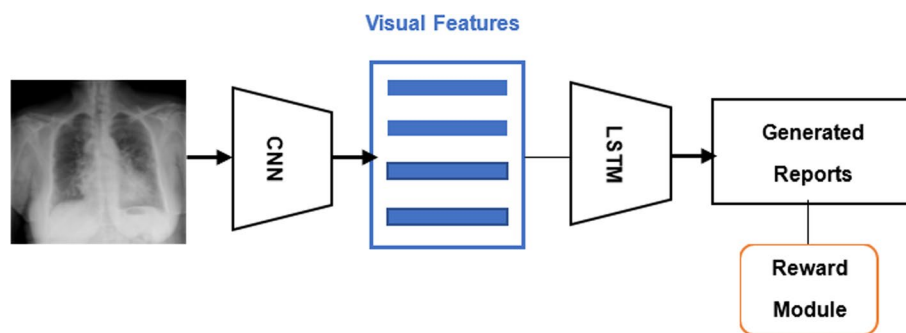 Visual Features
CNN
LSTM
Generated
Reports
Reward
Module